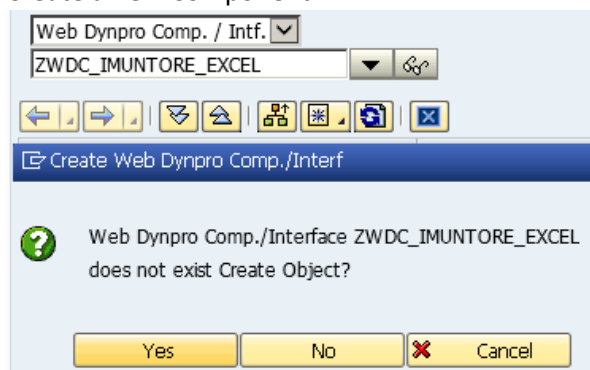 Web Dynpro Comp. / Intf.
ZWDC_IMUNTORE_EXCEL
Create Web Dynpro Comp./Interf
Web Dynpro Comp./Interface ZWDC_IMUNTORE_EXCEL
does not exist Create Object?
Yes No Cancel